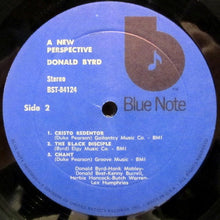 A NEW
PERSPECTIVE
DONALD BYRD
Stereo
BST-84124
Side 2
Blue Note
1. CRISTO REDENTOR
(Duke Pearson) Gailantcy Music Co. - BMI
2. THE BLACK DISCIPLE
(Byrd) Elgy Music Co. - BMI
3. CHANT
(Duke Pearson) Groove Music - BMI
Donald Byrd-Hank Mobley-
Donald Best-Kenny Burrell,
Herbie Hancock-Butch Warren-
Lex Humphries